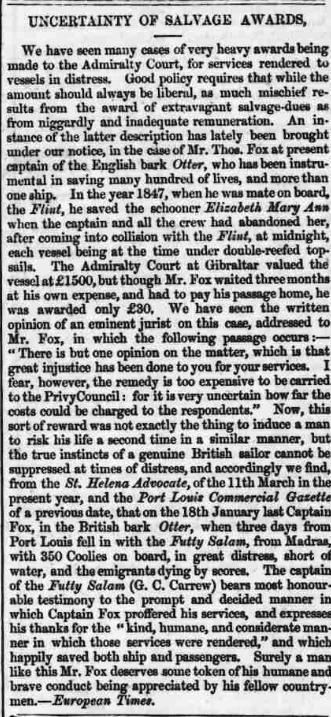 UNCERTAINTY OF SALVAGE AWARDS,
We have seen many cases of very heavy awards being
made to the Admiralty Court, for services rendered to
vessels in distress. Good policy requires that while the
amount should always be liberal, as much mischief re-
sults from the award of extravagant salvage-dues as
from niggardly and inadequate remuneration. An in-
stance of the latter description has lately been brought
under our notice, in the case of Mr. Thos. Fox at present
captain of the English bark Otter, who has been instru-
mental in saving many hundred of lives, and more than
one ship. In the year 1847, when he was mate on board,
the Flint, he saved the schooner Elizabeth Mary Ann
when the captain and all the crew had abandoned her,
after coming into collision with the Flint, at midnight,
each vessel being at the time under double-reefed top-
sails. The Admiralty Court at Gibraltar valued the
vessel at £1500, but though Mr. Fox waited three months
at his own expense, and had to pay his passage home, he
was awarded only £30. We have seen the written
opinion of an eminent jurist on this case, addressed to
Mr. Fox, in which the following passage occurs:—
"There is but one opinion on the matter, which is that
great injustice has been done to you for your services. I
fear, however, the remedy is too expensive to be carried
to the PrivyCouncil: for it is very uncertain how far the
costs could be charged to the respondents." Now, this
sort of reward was not exactly the thing to induce a man
to risk his life a second time in a similar manner, but
the true instincts of a genuine British sailor cannot be
suppressed at times of distress, and accordingly we find,
from the St. Helena Advocate, of the 11th March in the
present year, and the Port Louis Commercial Gazette
of a previous date, that on the 18th January last Captain
Fox, in the British bark Otter, when three days from
Port Louis fell in with the Futty Salam, from Madras,
with 350 Coolies on board, in great distress, short of
water, and the emigrants dying by scores. The captain
of the Futty Salam (G. C. Carrew) bears most honour-
able testimony to the prompt and decided manner in
which Captain Fox proffered his services, and expresses
his thanks for the "kind, humane, and considerate man-
ner in which those services were rendered," and which
happily saved both ship and passengers. Surely a man
like this Mr. Fox deserves some token of his humane and
brave conduct being appreciated by his fellow country-
men.—European Times.